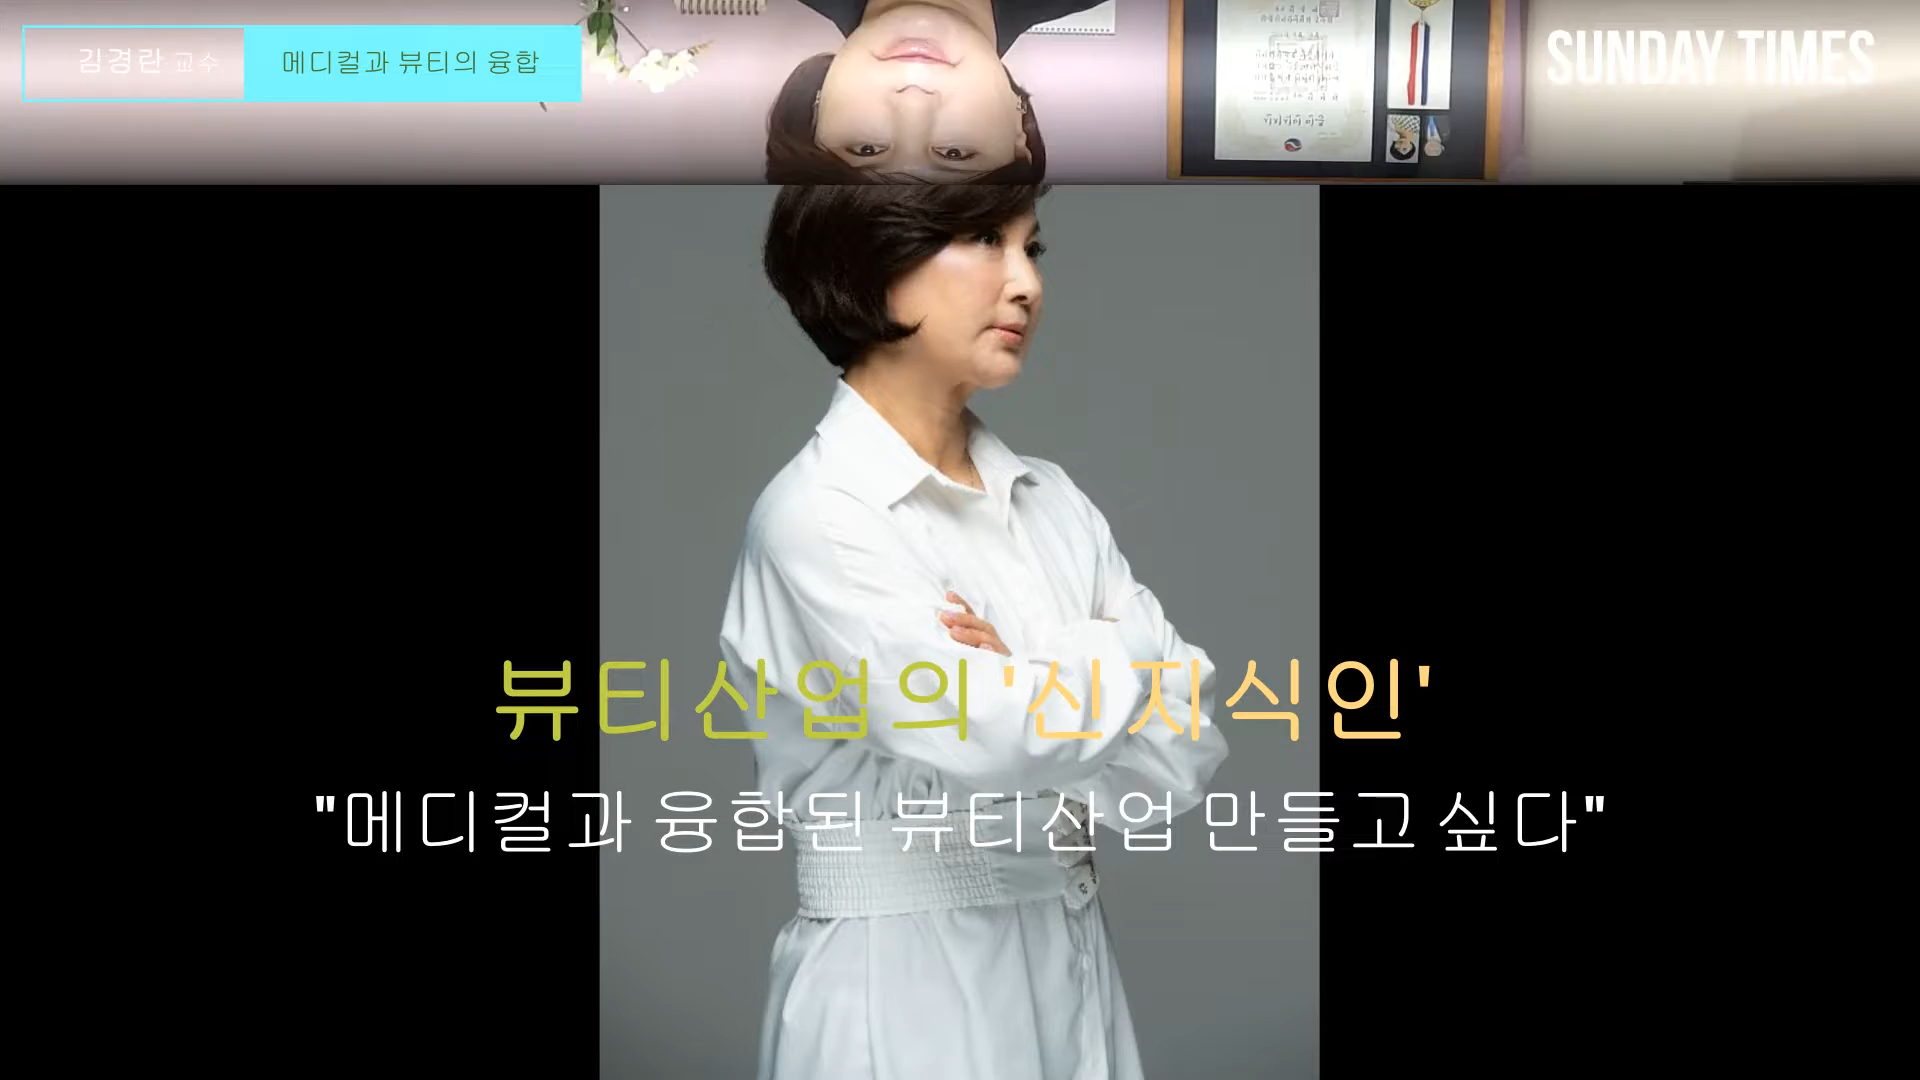 김경란 교수
메디컬과 뷰티의 융합
SUNDAY TIMES
뷰티산업의 '신지식인'
"메디컬과 융합된 뷰티산업 만들고 싶다"